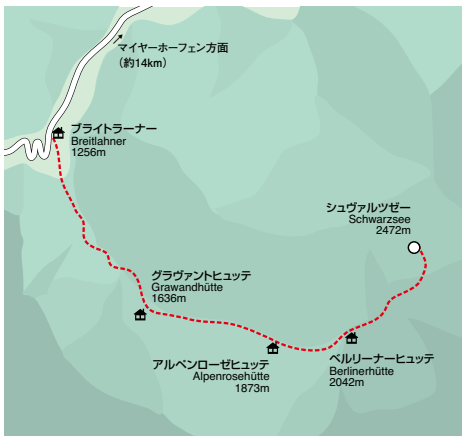 マイヤーホーフェン方面
（約14km）
ブライトラーナー
Breitlahner
1256m
シュヴァルツゼー
Schwarzsee
2472m
グラヴァントヒュッテ
Grawandhütte
1636m
アルペンローゼヒュッテ
Alpenrosehütte
1873m
ベルリーナーヒュッテ
Berlinerhütte
2042m